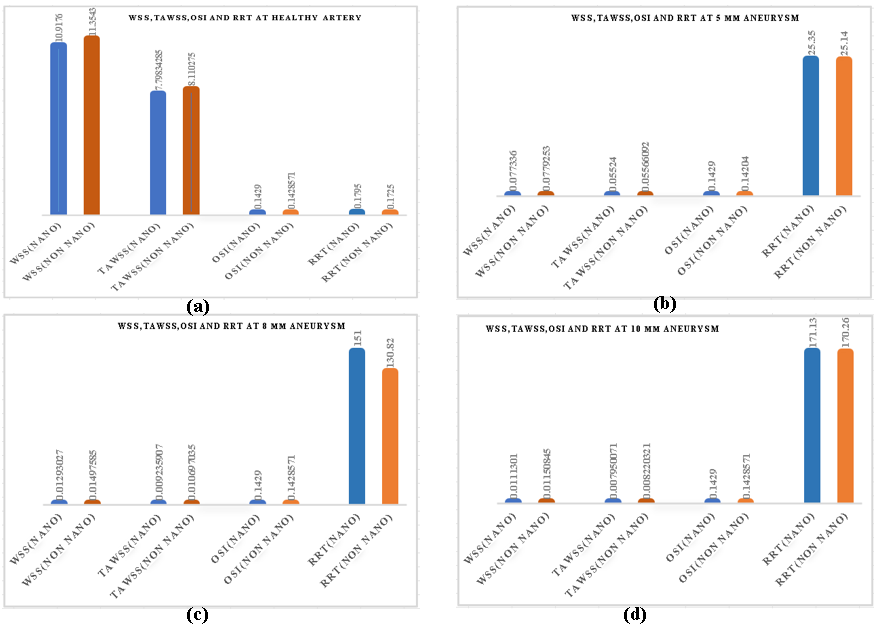 WSS,TAWSS,OSI AND RRT AT HEALTHY ARTERY
10.9176
11.3543
7.79834285
8.110275
0.1429
0.1428571
0.1795
0.1725
WSS(NANO)
WSS(NON NANO)
TAWSS(NANO)
TAWSS(NON NANO)
OSI(NANO)
OSI(NON NANO)
RRT(NANO)
RRT(NON NANO)
(a)
WSS,TAWSS,OSI AND RRT AT 5 MM ANEURYSM
0.077336
0.0779253
0.05524
0.05566092
0.1429
0.14204
25.35
25.14
WSS(NANO)
WSS(NON NANO)
TAWSS(NANO)
TAWSS(NON NANO)
OSI(NANO)
OSI(NON NANO)
RRT(NANO)
RRT(NON NANO)
(b)
WSS,TAWSS,OSI AND RRT AT 8 MM ANEURYSM
0.01293027
0.01497585
0.009235907
0.010697035
0.1429
0.1428571
151
130.82
WSS(NANO)
WSS(NON NANO)
TAWSS(NANO)
TAWSS(NON NANO)
OSI(NANO)
OSI(NON NANO)
RRT(NANO)
RRT(NON NANO)
(c)
WSS,TAWSS,OSI AND RRT AT 10 MM ANEURYSM
0.0111301
0.01150845
0.007950071
0.008220321
0.1429
0.1428571
171.13
170.26
WSS(NANO)
WSS(NON NANO)
TAWSS(NANO)
TAWSS(NON NANO)
OSI(NANO)
OSI(NON NANO)
RRT(NANO)
RRT(NON NANO)
(d)